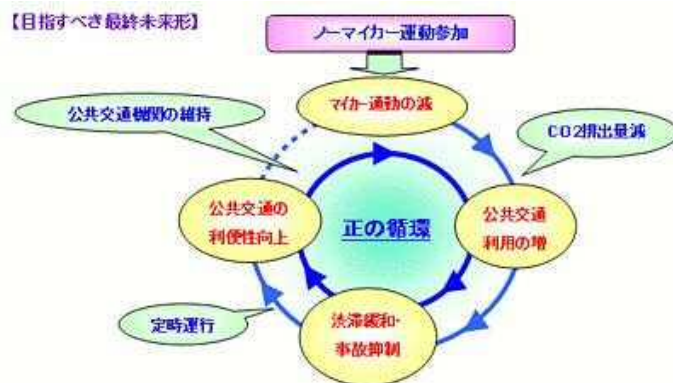 【目指すべき最終未来形】
ノーマイカー運動参加
マイカー通勤の減
公共交通機関の維持
CO2排出量減
公共交通の
利便性向上
正の循環
公共交通
利用の増
定時運行
渋滞緩和・
事故抑制